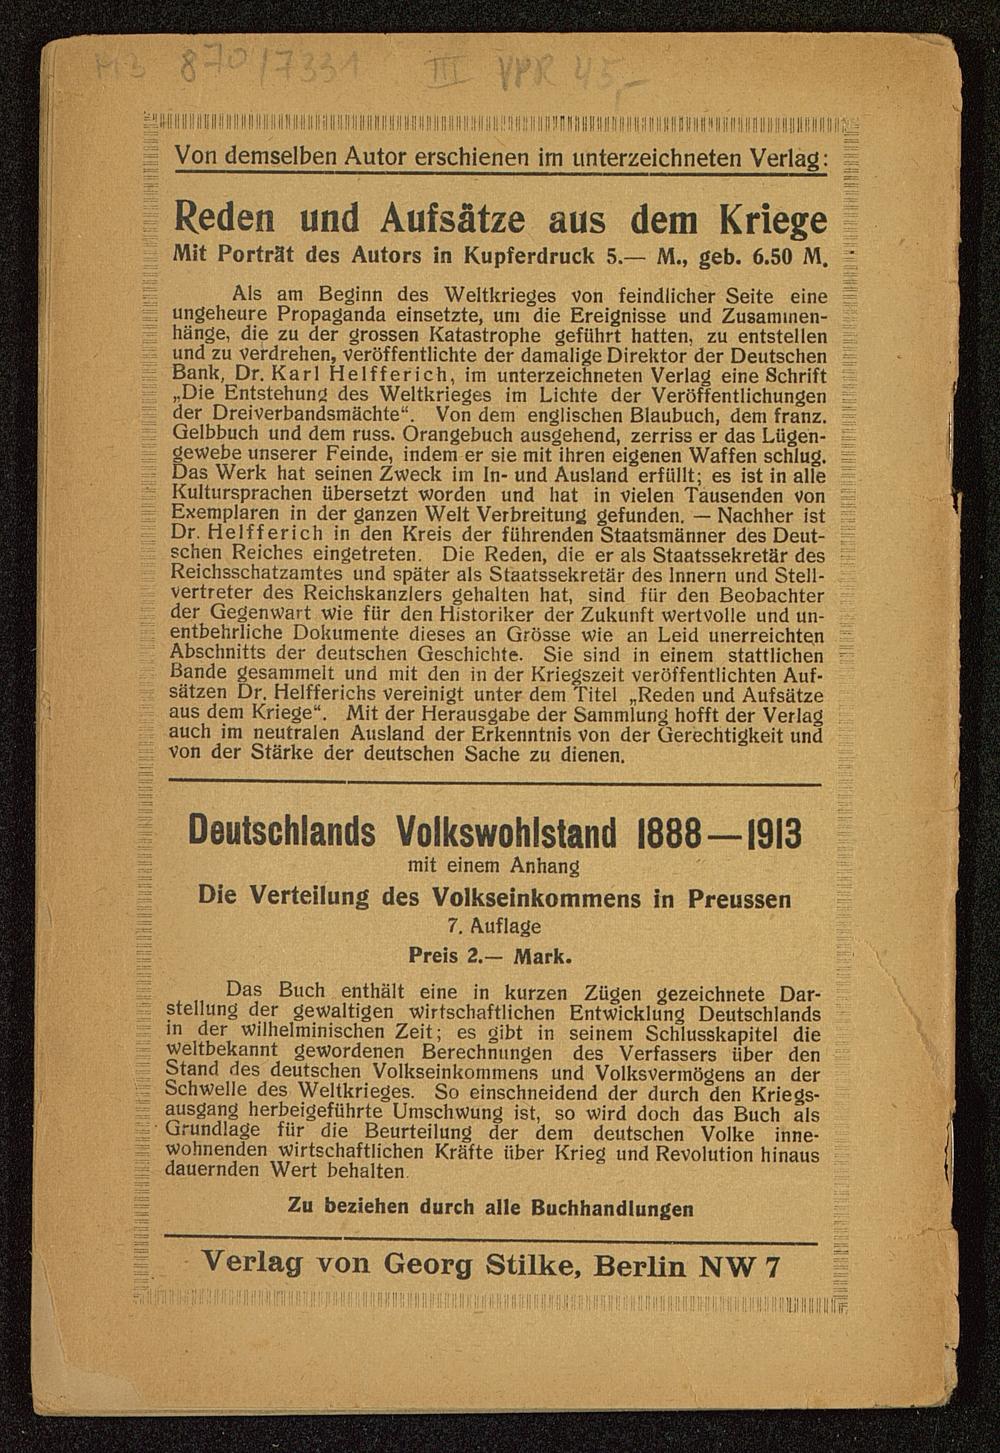 M3 870/7331 III VPR 45,-
Von demselben Autor erschienen im unterzeichneten Verlag:
Reden und Aufsätze aus dem Kriege
Mit Porträt des Autors in Kupferdruck 5.— M., geb. 6.50 M.
Als am Beginn des Weltkrieges von feindlicher Seite eine
ungeheure Propaganda einsetzte, um die Ereignisse und Zusammen-
hänge, die zu der grossen Katastrophe geführt hatten, zu entstellen
und zu verdrehen, veröffentlichte der damalige Direktor der Deutschen
Bank, Dr. Karl Helfferich, im unterzeichneten Verlag eine Schrift
„Die Entstehung des Weltkrieges im Lichte der Veröffentlichungen
der Dreiverbandsmächte“. Von dem englischen Blaubuch, dem franz.
Gelbbuch und dem russ. Orangebuch ausgehend, zerriss er das Lügen-
gewebe unserer Feinde, indem er sie mit ihren eigenen Waffen schlug.
Das Werk hat seinen Zweck im In- und Ausland erfüllt; es ist in alle
Kultursprachen übersetzt worden und hat in vielen Tausenden von
Exemplaren in der ganzen Welt Verbreitung gefunden. — Nachher ist
Dr. Helfferich in den Kreis der führenden Staatsmänner des Deut-
schen Reiches eingetreten. Die Reden, die er als Staatssekretär des
Reichsschatzamtes und später als Staatssekretär des Innern und Stell-
vertreter des Reichskanzlers gehalten hat, sind für den Beobachter
der Gegenwart wie für den Historiker der Zukunft wertvolle und un-
entbehrliche Dokumente dieses an Grösse wie an Leid unerreichten
Abschnitts der deutschen Geschichte. Sie sind in einem stattlichen
Bande gesammelt und mit den in der Kriegszeit veröffentlichten Auf-
sätzen Dr. Helfferichs vereinigt unter dem Titel „Reden und Aufsätze
aus dem Kriege“. Mit der Herausgabe der Sammlung hofft der Verlag
auch im neutralen Ausland der Erkenntnis von der Gerechtigkeit und
von der Stärke der deutschen Sache zu dienen.
Deutschlands Volkswohlstand 1888—1913
mit einem Anhang
Die Verteilung des Volkseinkommens in Preussen
7. Auflage
Preis 2.— Mark.
Das Buch enthält eine in kurzen Zügen gezeichnete Dar-
stellung der gewaltigen wirtschaftlichen Entwicklung Deutschlands
in der wilhelminischen Zeit; es gibt in seinem Schlusskapitel die
weltbekannt gewordenen Berechnungen des Verfassers über den
Stand des deutschen Volkseinkommens und Volksvermögens an der
Schwelle des Weltkrieges. So einschneidend der durch den Kriegs-
ausgang herbeigeführte Umschwung ist, so wird doch das Buch als
Grundlage für die Beurteilung der dem deutschen Volke inne-
wohnenden wirtschaftlichen Kräfte über Krieg und Revolution hinaus
dauernden Wert behalten.
Zu beziehen durch alle Buchhandlungen
Verlag von Georg Stilke, Berlin NW 7